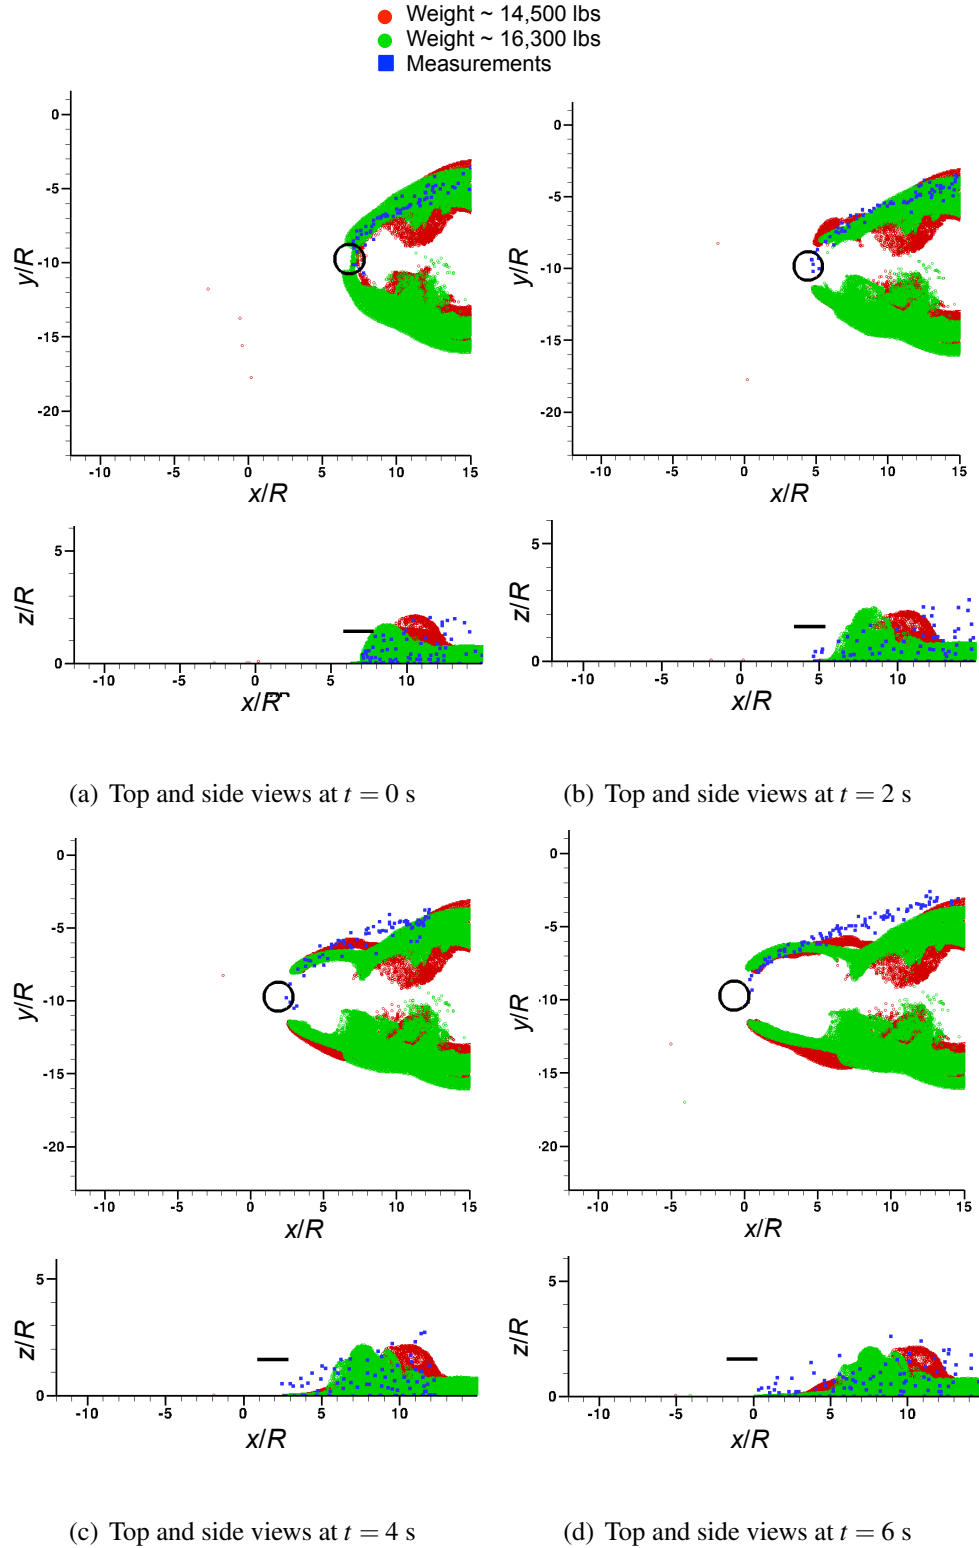 Weight ~ 14,500 lbs
Weight ~ 16,300 lbs
Measurements
0
-5
-10
-15
-20
y/R
-10 -5 0 5 10 15
x/R
0
-5
-10
-15
-20
y/R
-10 -5 0 5 10 15
x/R
5
0
z/R
-10 -5 0 5 10
x/R
5
0
z/R
-10 -5 0 5 10
x/R
(a) Top and side views at t = 0 s
(b) Top and side views at t = 2 s
0
-5
-10
-15
-20
y/R
-10 -5 0 5 10 15
x/R
0
-5
-10
-15
-20
y/R
-10 -5 0 5 10 15
x/R
5
0
z/R
-10 -5 0 5 10
x/R
5
0
z/R
-10 -5 0 5 10
x/R
(c) Top and side views at t = 4 s
(d) Top and side views at t = 6 s